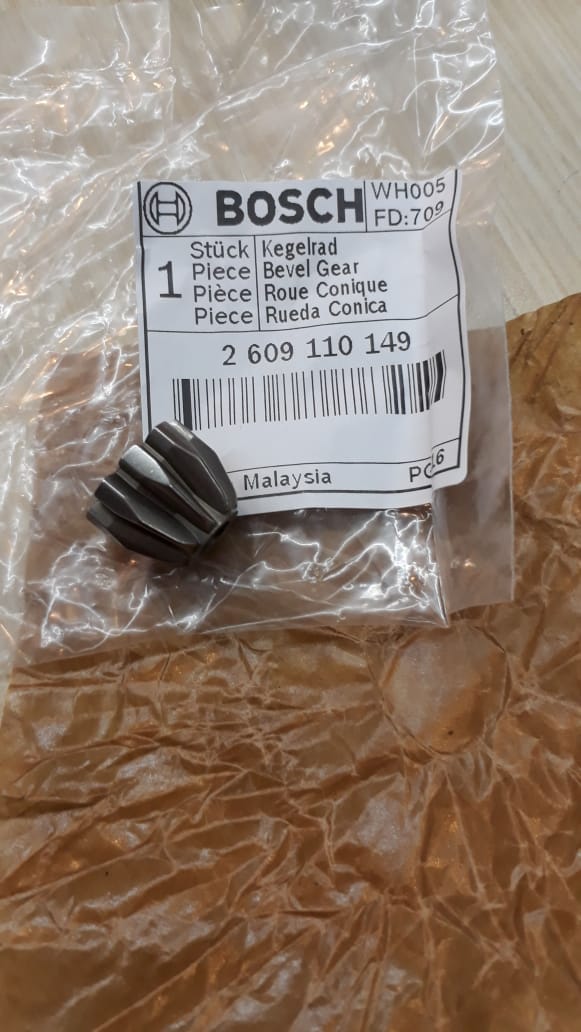 BOSCH
WH005
FD:709
1
Stück Kegelrad
Piece Bevel Gear
Pièce Roue Conique
Piece Rueda Conica
2 609 110 149
Malaysia